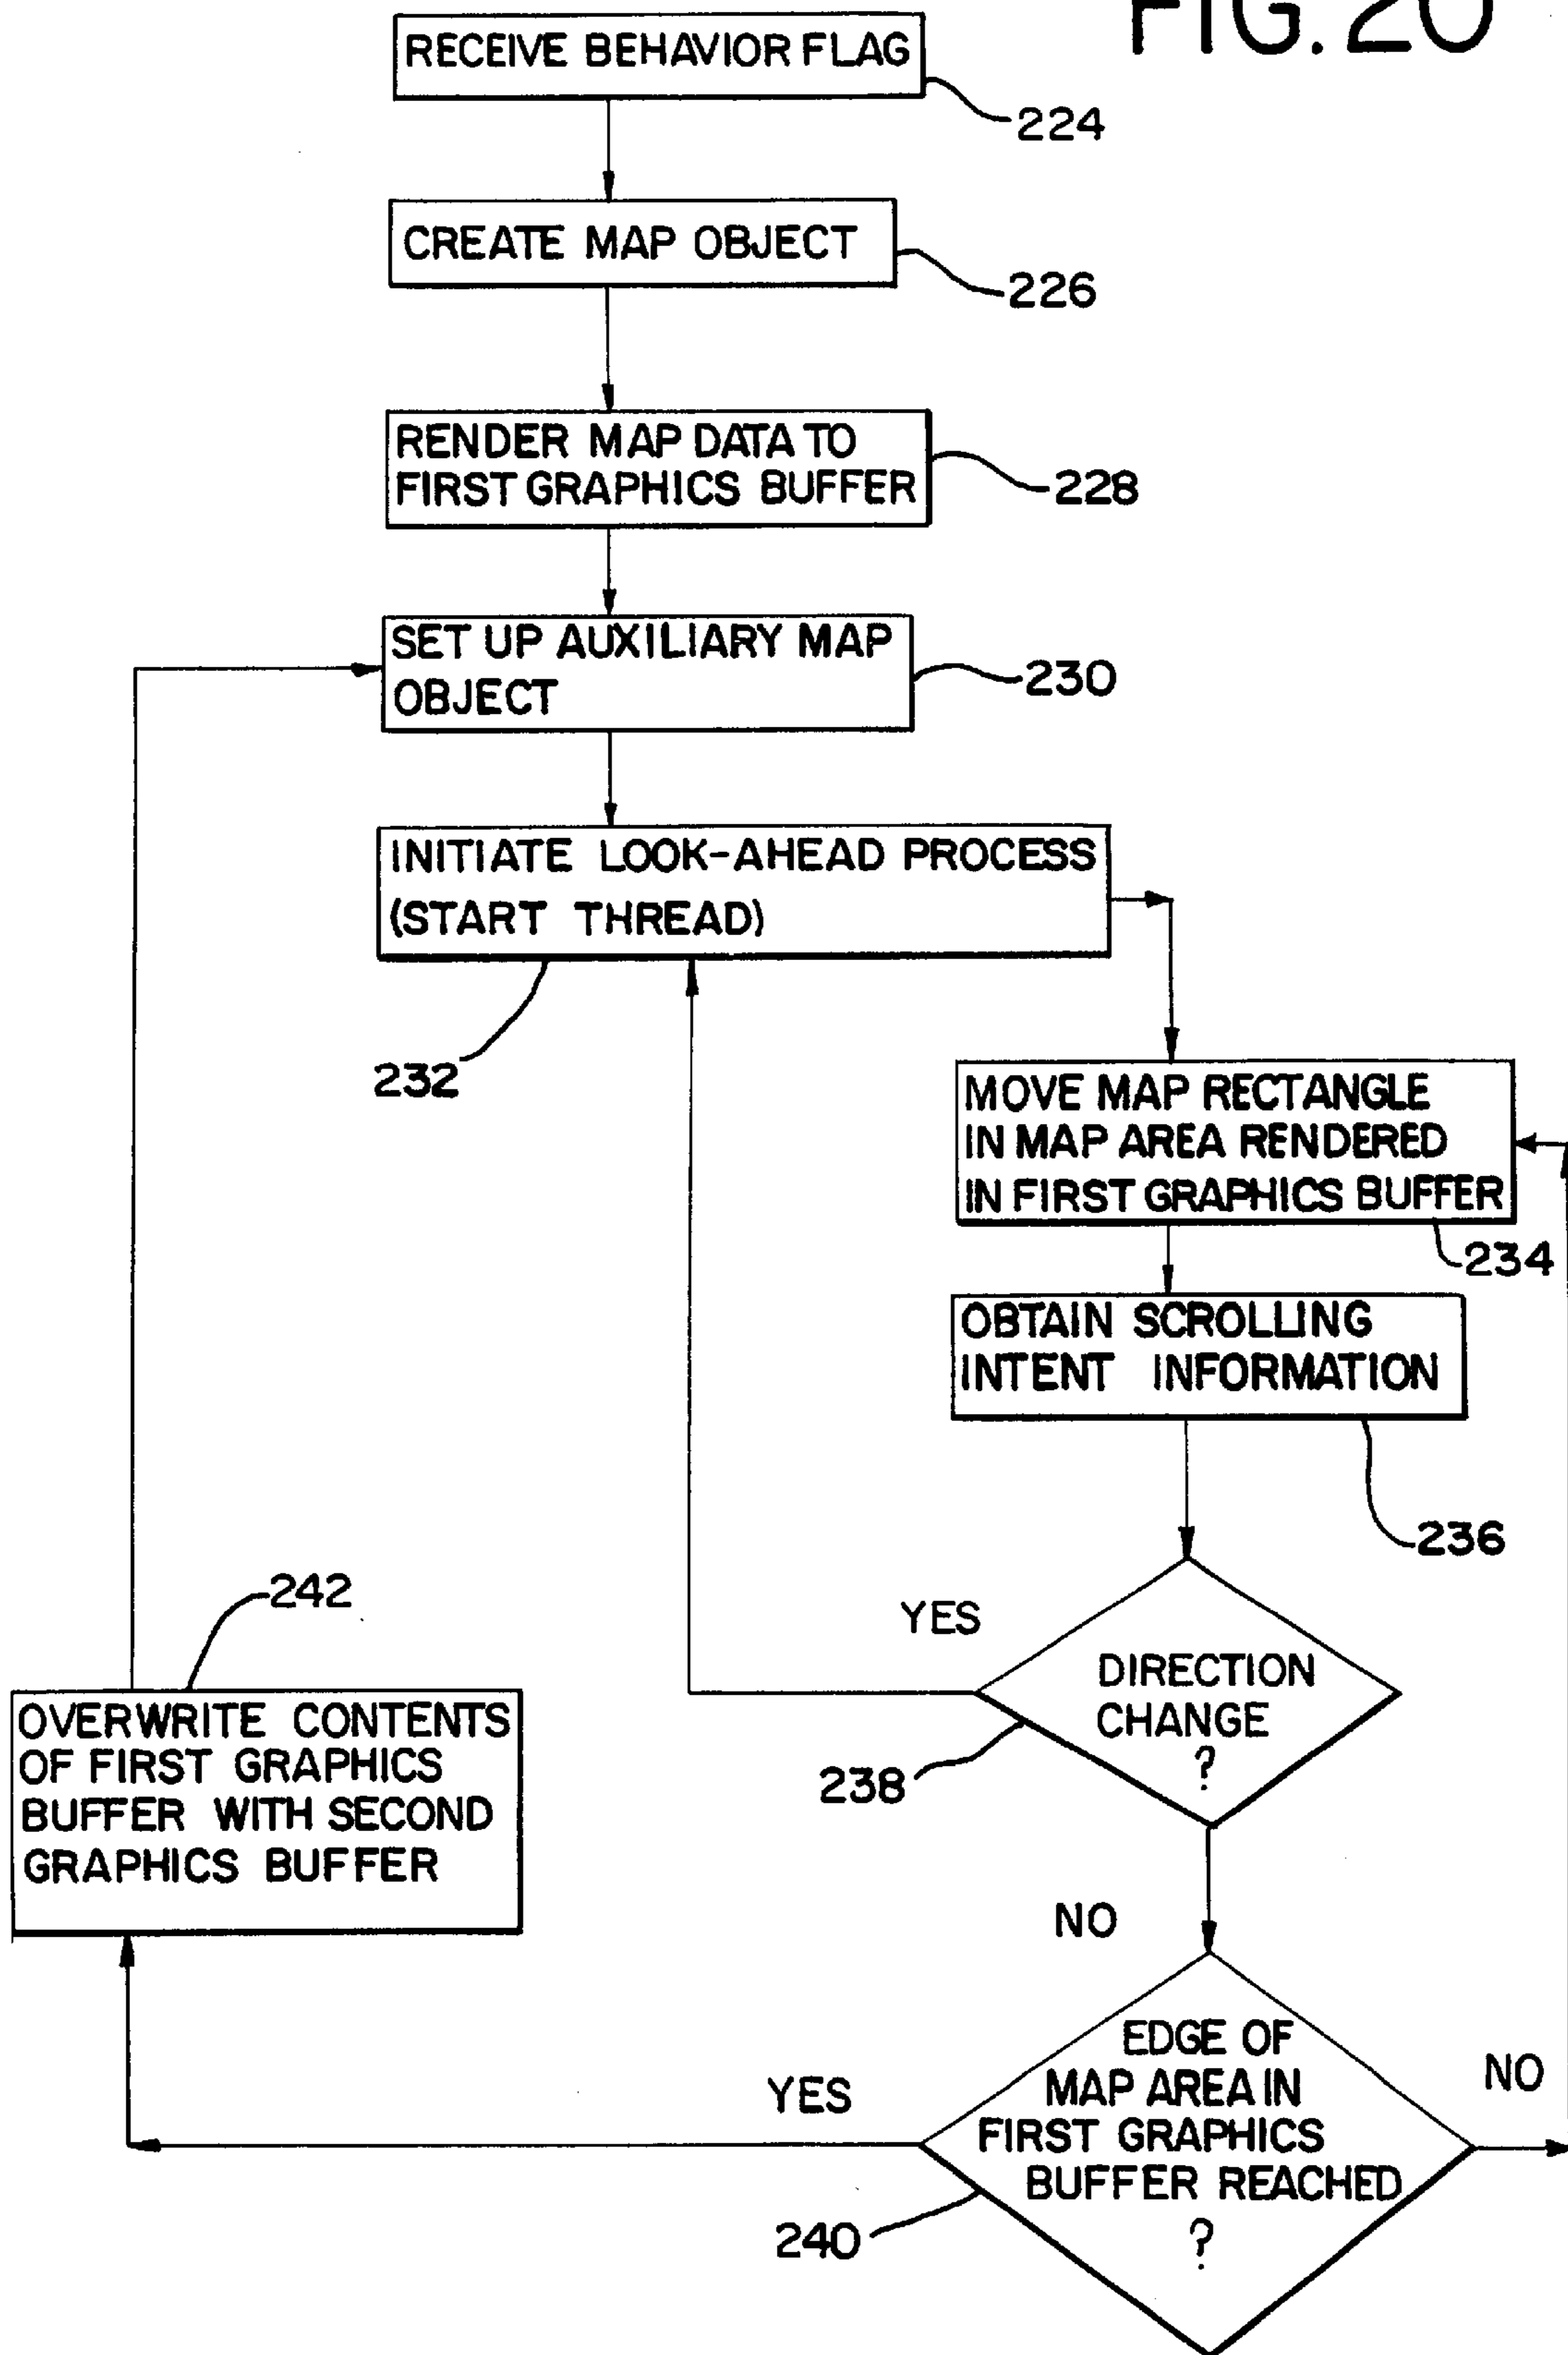 FIG. 20
RECEIVE BEHAVIOR FLAG
224
CREATE MAP OBJECT
226
RENDER MAP DATA TO
FIRST GRAPHICS BUFFER
228
SET UP AUXILIARY MAP
OBJECT
230
INITIATE LOOK-AHEAD PROCESS
(START THREAD)
232
MOVE MAP RECTANGLE
IN MAP AREA RENDERED
IN FIRST GRAPHICS BUFFER
234
OBTAIN SCROLLING
INTENT INFORMATION
236
YES
DIRECTION
CHANGE
?
238
242
OVERWRITE CONTENTS
OF FIRST GRAPHICS
BUFFER WITH SECOND
GRAPHICS BUFFER
NO
EDGE OF
MAP AREA IN
FIRST GRAPHICS
BUFFER REACHED
?
YES
NO
240